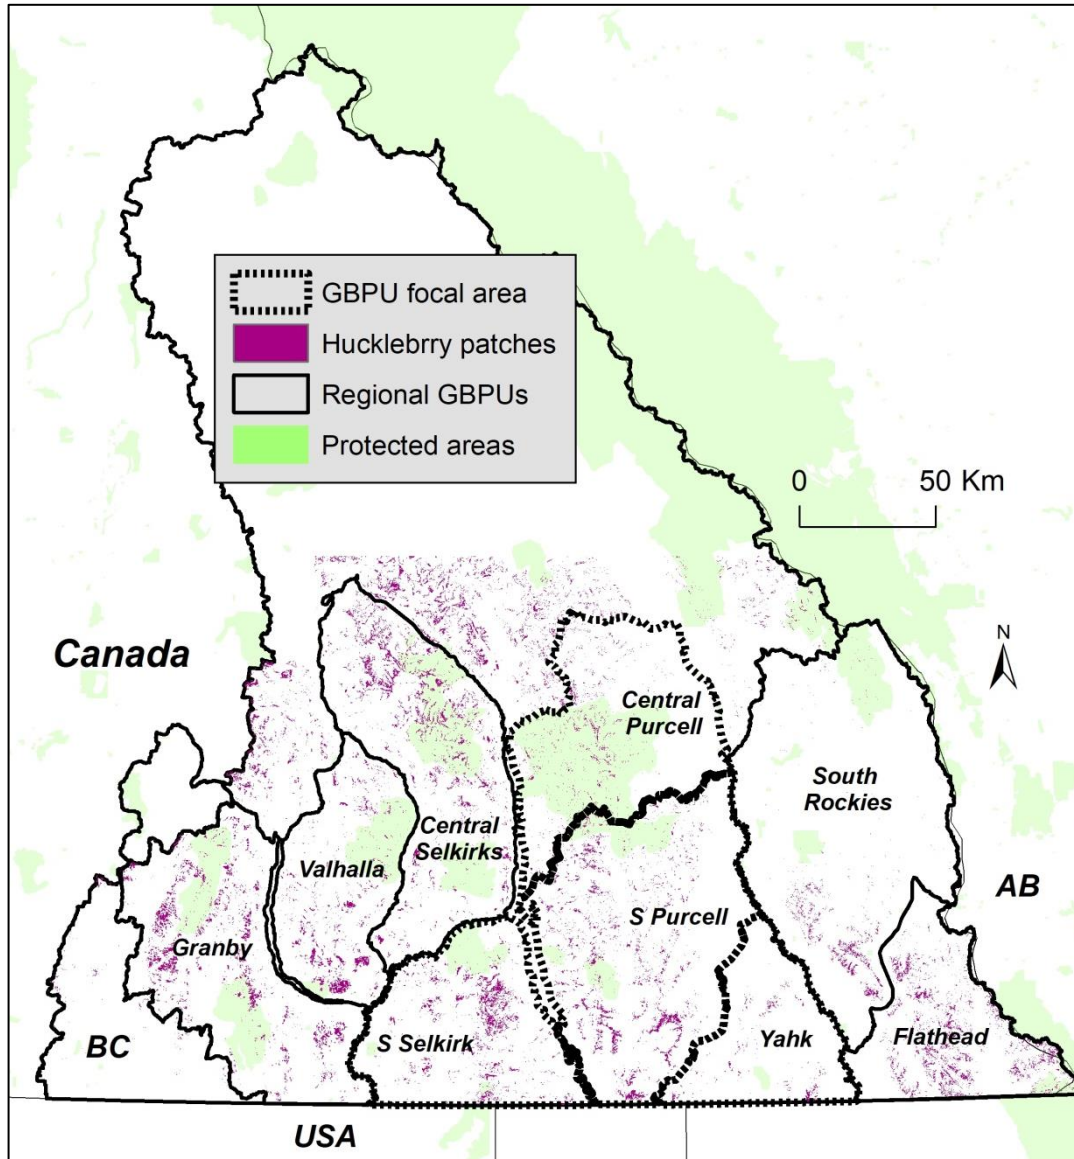 GBPU focal area
Hucklebrry patches
Regional GBPUs
Protected areas
0 50 Km
N
Canada
Central
Purcell
South
Rockies
Central
Selkirks
Valhalla
AB
S Purcell
Granby
BC
S Selkirk
Yahk
Flathead
USA